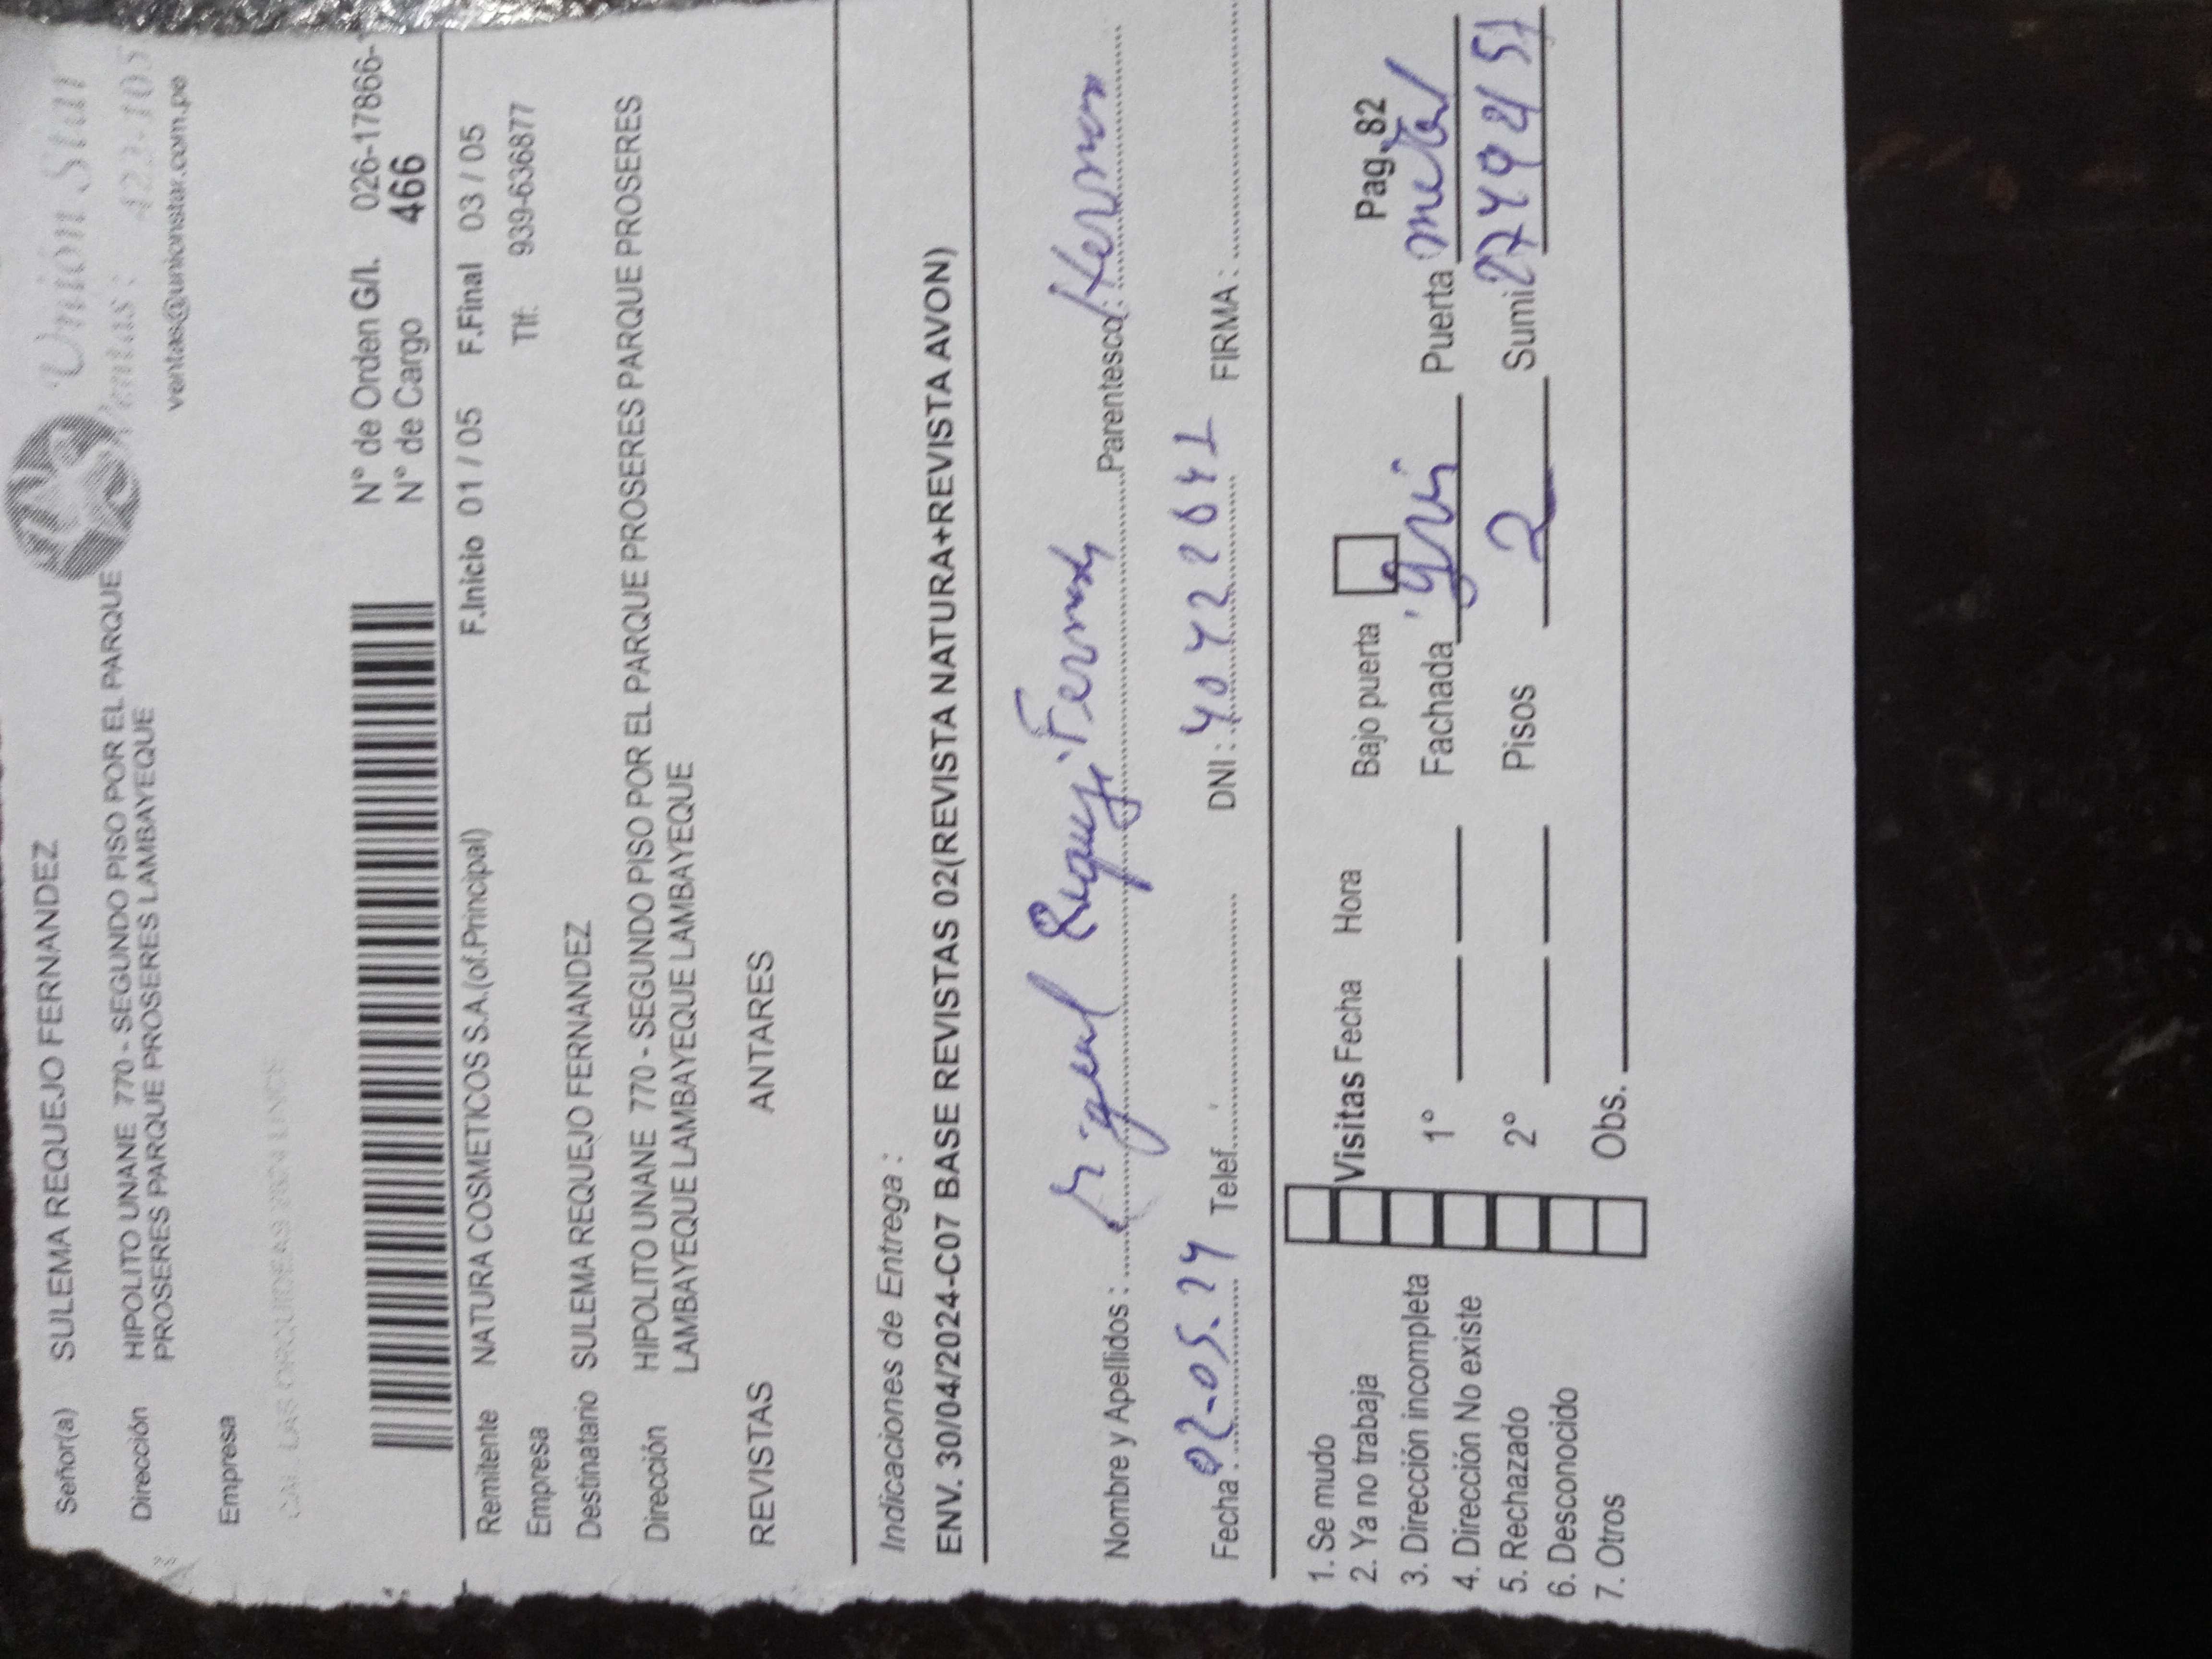 Señor(a) SULEMA REQUEJO FERNANDEZ
Unión Star
Ventas :
Dirección HIPOLITO UNANE 770 - SEGUNDO PISO POR EL PARQUE
PROSERES PARQUE PROSERES LAMBAYEQUE
ventas@unionstar.com.pe
Empresa
N° de Orden G/I. 026-17866-
N° de Cargo 466
Remitente NATURA COSMETICOS S.A.(of.Principal) F.Inicio 01 / 05 F.Final 03 / 05
Empresa Tlf: 939-636877
Destinatario SULEMA REQUEJO FERNANDEZ
Dirección HIPOLITO UNANE 770 - SEGUNDO PISO POR EL PARQUE PROSERES PARQUE PROSERES
LAMBAYEQUE LAMBAYEQUE LAMBAYEQUE
REVISTAS ANTARES
Indicaciones de Entrega :
ENV. 30/04/2024-C07 BASE REVISTAS 02(REVISTA NATURA+REVISTA AVON)
Nombre y Apellidos : Parentesco:
Fecha : 02-05.24 Telef. DNI : 40422041 FIRMA :
1. Se mudo
2. Ya no trabaja
3. Dirección incompleta
4. Dirección No existe
5. Rechazado
6. Desconocido
7. Otros
Visitas Fecha Hora Bajo puerta Pag. 82
1° Fachada Puerta metal
2° Pisos 2 Sumi
Obs.